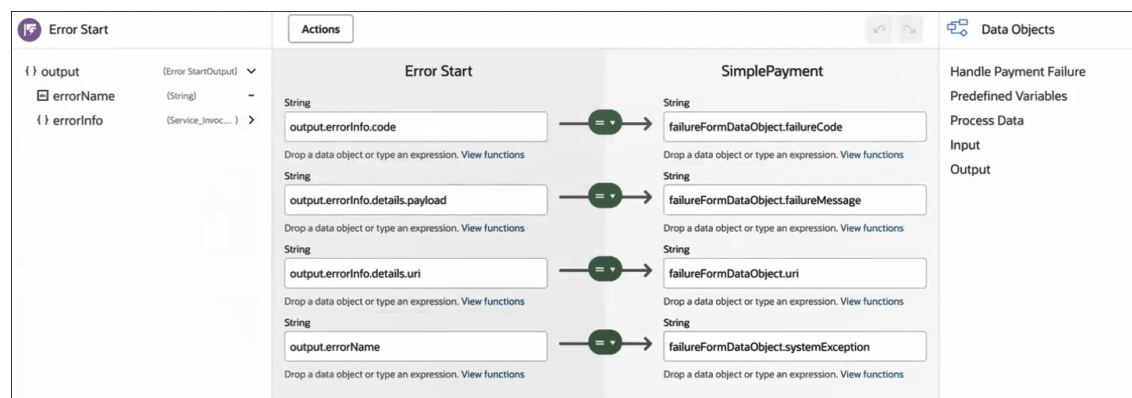 Error Start
Actions
Data Objects
{ } output (Error StartOutput)
errorName (String)
{ } errorInfo (Service_Invoc... )
Error Start
SimplePayment
String
output.errorInfo.code
Drop a data object or type an expression. View functions
String
output.errorInfo.details.payload
Drop a data object or type an expression. View functions
String
output.errorInfo.details.uri
Drop a data object or type an expression. View functions
String
output.errorName
Drop a data object or type an expression. View functions
String
failureFormDataObject.failureCode
Drop a data object or type an expression. View functions
String
failureFormDataObject.failureMessage
Drop a data object or type an expression. View functions
String
failureFormDataObject.uri
Drop a data object or type an expression. View functions
String
failureFormDataObject.systemException
Drop a data object or type an expression. View functions
Handle Payment Failure
Predefined Variables
Process Data
Input
Output